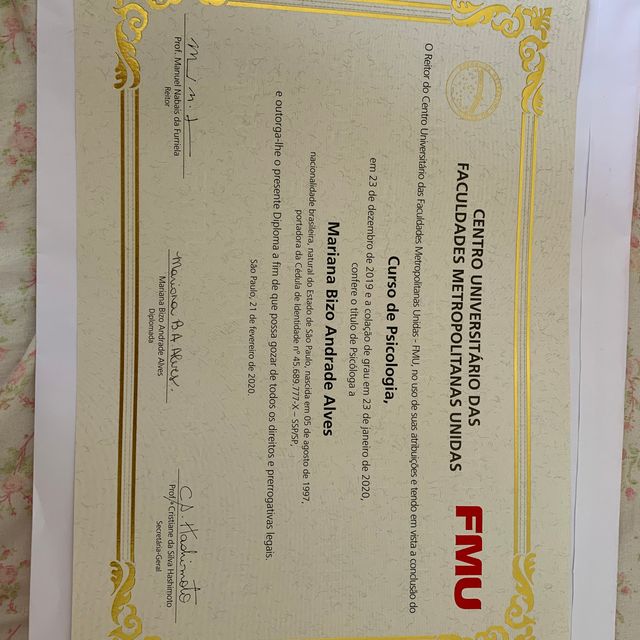 CENTRO UNIVERSITÁRIO DAS
FACULDADES METROPOLITANAS UNIDAS
FMU
O Reitor do Centro Universitário das Faculdades Metropolitanas Unidas - FMU, no uso de suas atribuições e tendo em vista a conclusão do
Curso de Psicologia,
em 23 de dezembro de 2019 e a colação de grau em 23 de janeiro de 2020,
confere o título de Psicóloga a
Mariana Bizo Andrade Alves
nacionalidade brasileira, natural do Estado de São Paulo, nascida em 05 de agosto de 1997,
portadora da Cédula de Identidade nº 45.689.777-X – SSP/SP,
e outorga-lhe o presente Diploma a fim de que possa gozar de todos os direitos e prerrogativas legais.
São Paulo, 21 de fevereiro de 2020.
Prof. Manuel Nabais da Furriela
Reitor
Mariana B A Alves.
Mariana Bizo Andrade Alves
Diplomada
C.A. Hashimoto
Prof.ª Cristiane da Silva Hashimoto
Secretária-Geral